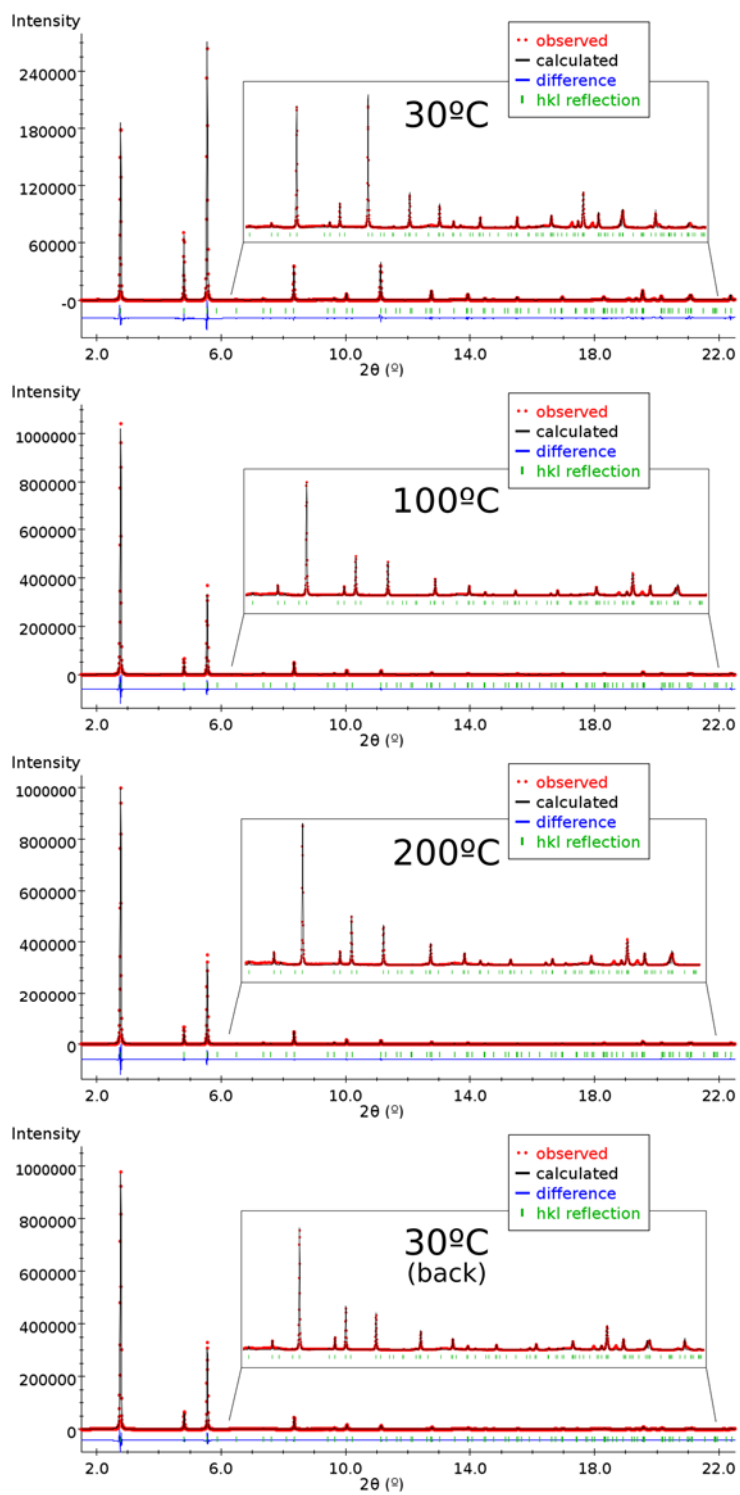 Intensity
observed
calculated
difference
hkl reflection
30ºC
240000
180000
120000
60000
-0
2.0 6.0 10.0 14.0 18.0 22.0
2θ (º)
Intensity
observed
calculated
difference
hkl reflection
100ºC
1000000
800000
600000
400000
200000
0
2.0 6.0 10.0 14.0 18.0 22.0
2θ (º)
Intensity
observed
calculated
difference
hkl reflection
200ºC
1000000
800000
600000
400000
200000
0
2.0 6.0 10.0 14.0 18.0 22.0
2θ (º)
Intensity
observed
calculated
difference
hkl reflection
30ºC
(back)
1000000
800000
600000
400000
200000
0
2.0 6.0 10.0 14.0 18.0 22.0
2θ (º)